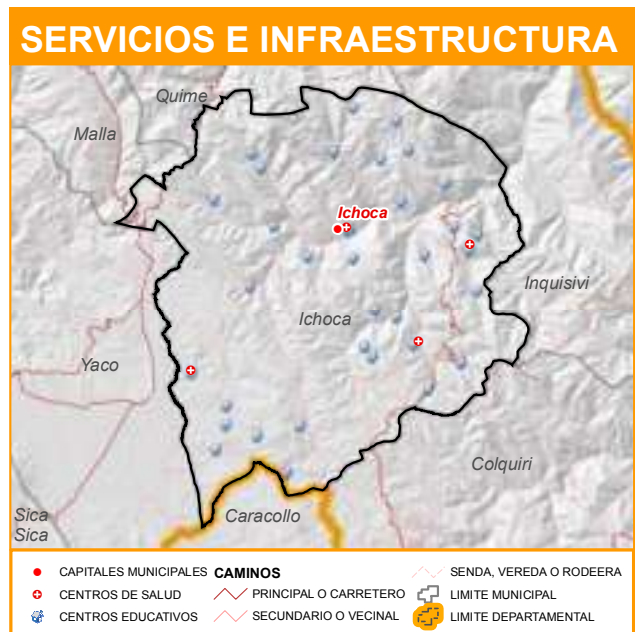 SERVICIOS E INFRAESTRUCTURA
Quime
Malla
Ichoca
Inquisivi
Ichoca
Yaco
Colquiri
Sica
Sica
Caracollo
CAPITALES MUNICIPALES
CENTROS DE SALUD
CENTROS EDUCATIVOS
CAMINOS
PRINCIPAL O CARRETERO
SECUNDARIO O VECINAL
SENDA, VEREDA O RODEERA
LIMITE MUNICIPAL
LIMITE DEPARTAMENTAL